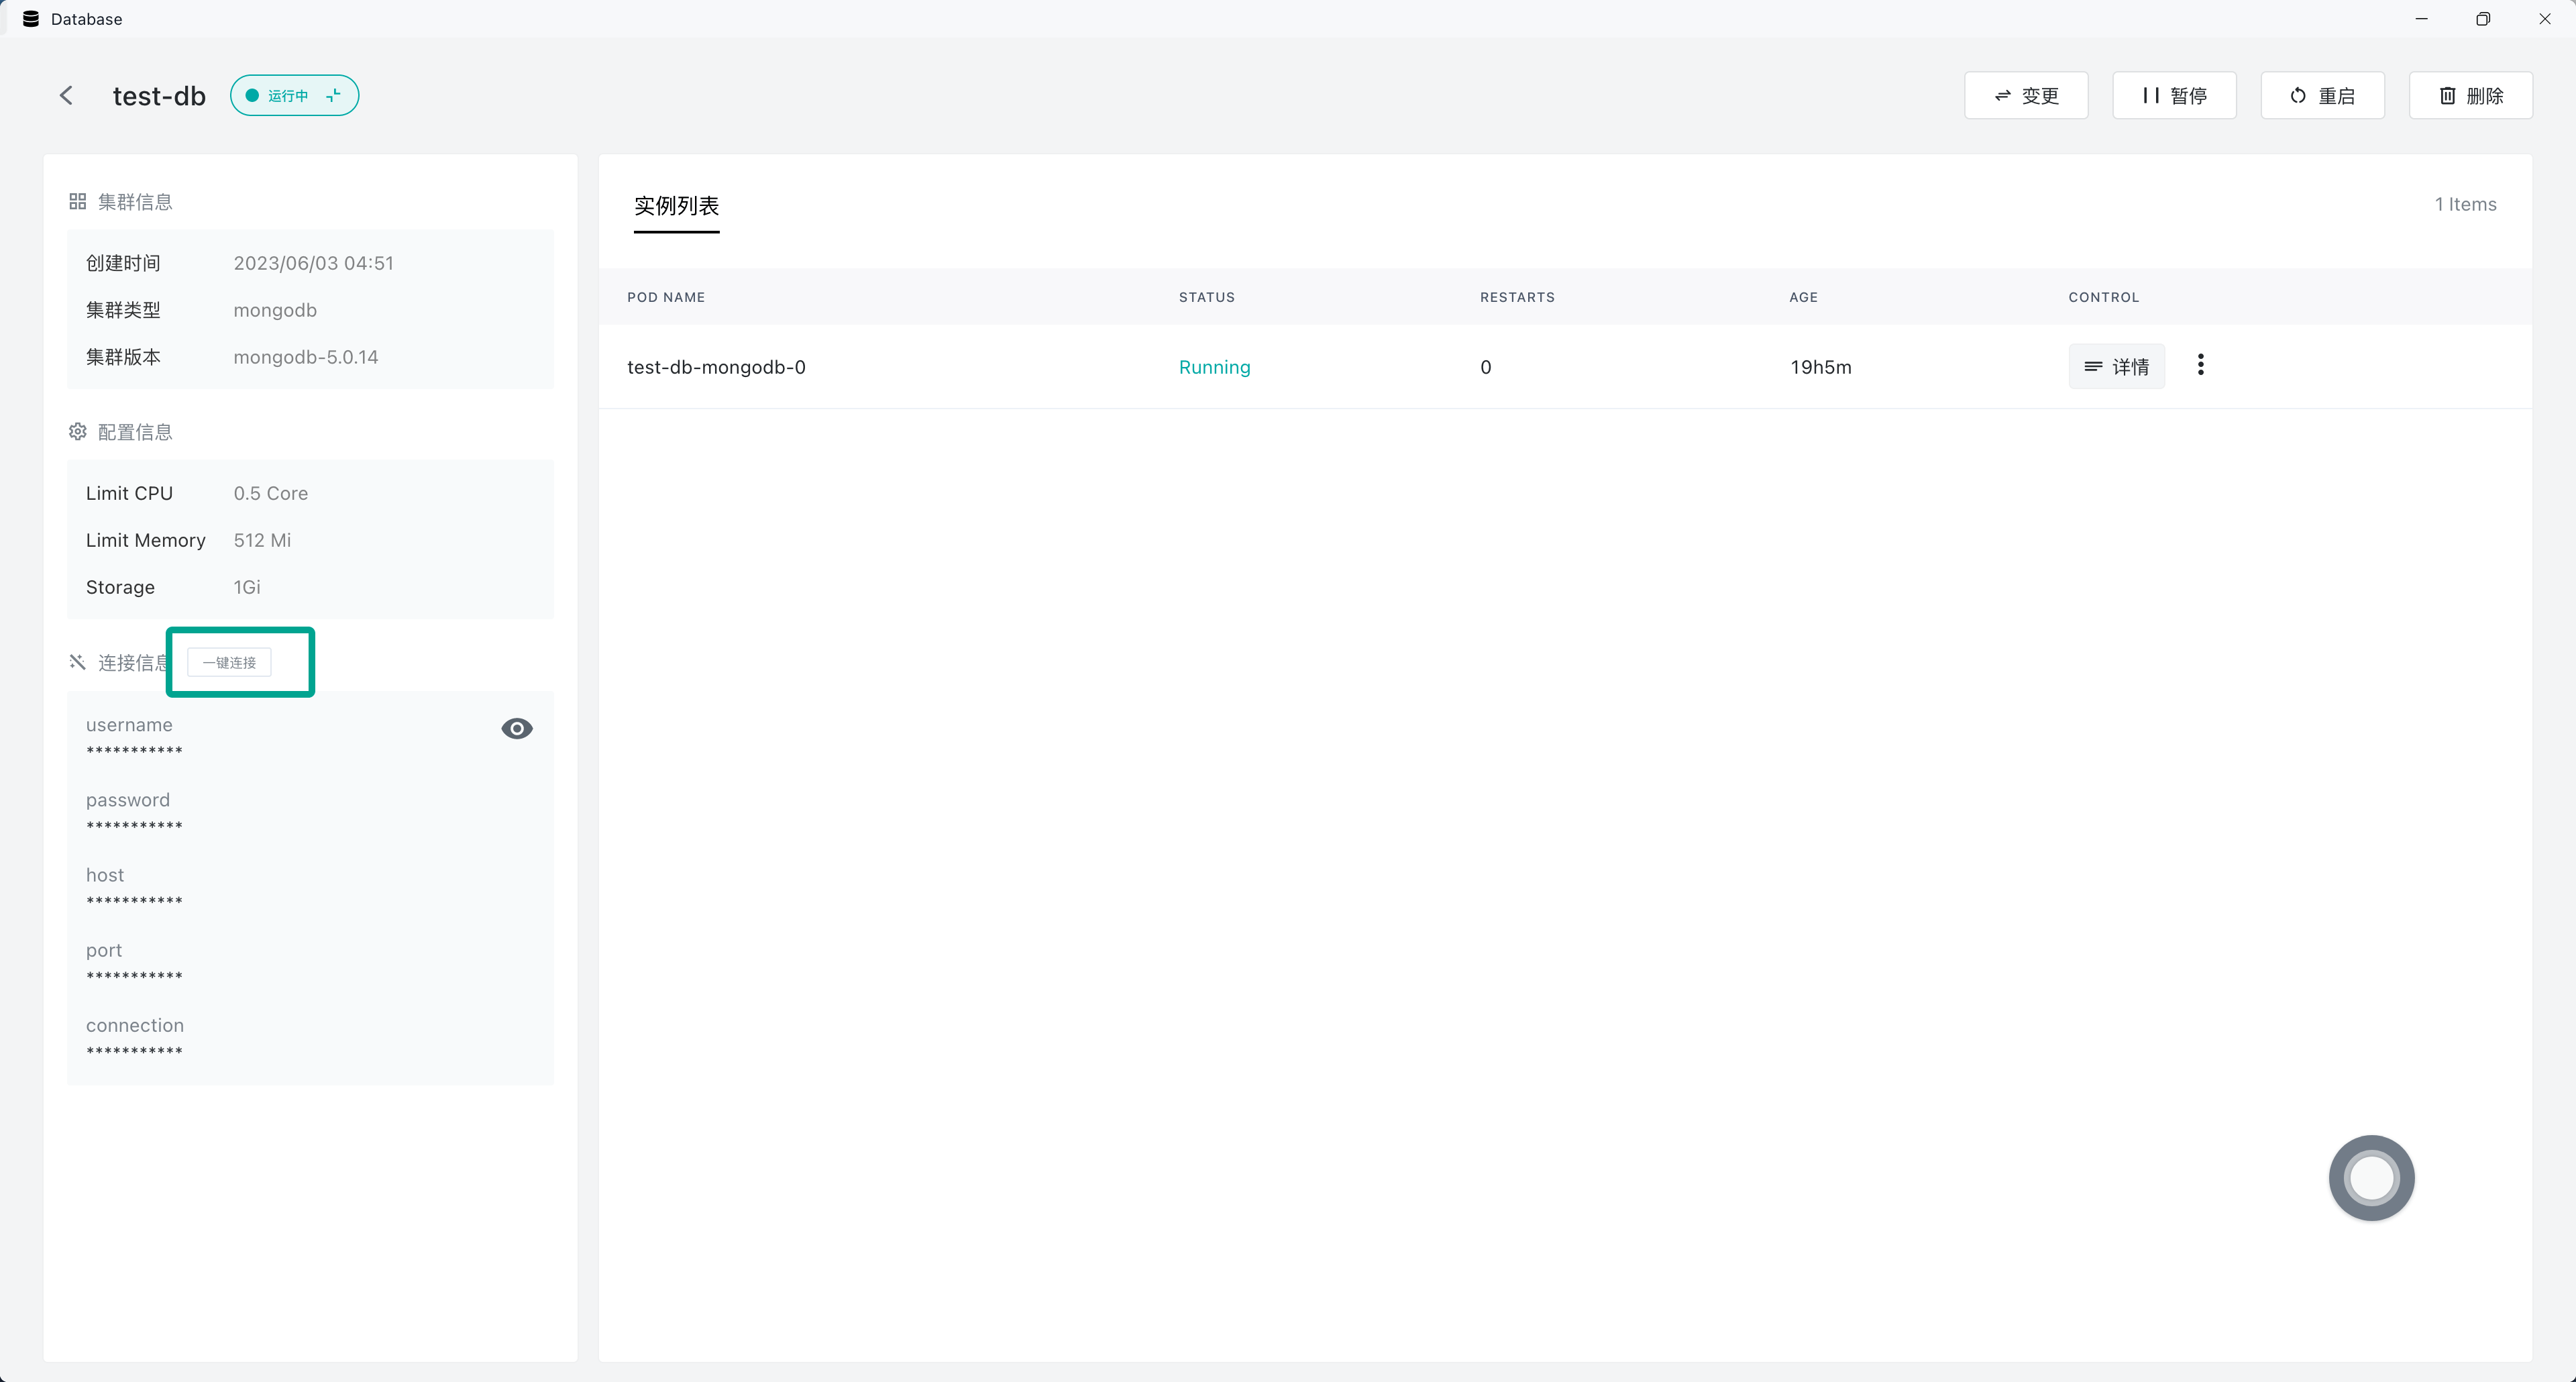 Database
test-db
运行中
变更
暂停
重启
删除
集群信息
创建时间 2023/06/03 04:51
集群类型 mongodb
集群版本 mongodb-5.0.14
配置信息
Limit CPU 0.5 Core
Limit Memory 512 Mi
Storage 1Gi
连接信息 一键连接
username
***********
password
***********
host
***********
port
***********
connection
***********
实例列表
1 Items
POD NAME STATUS RESTARTS AGE CONTROL
test-db-mongodb-0 Running 0 19h5m 详情